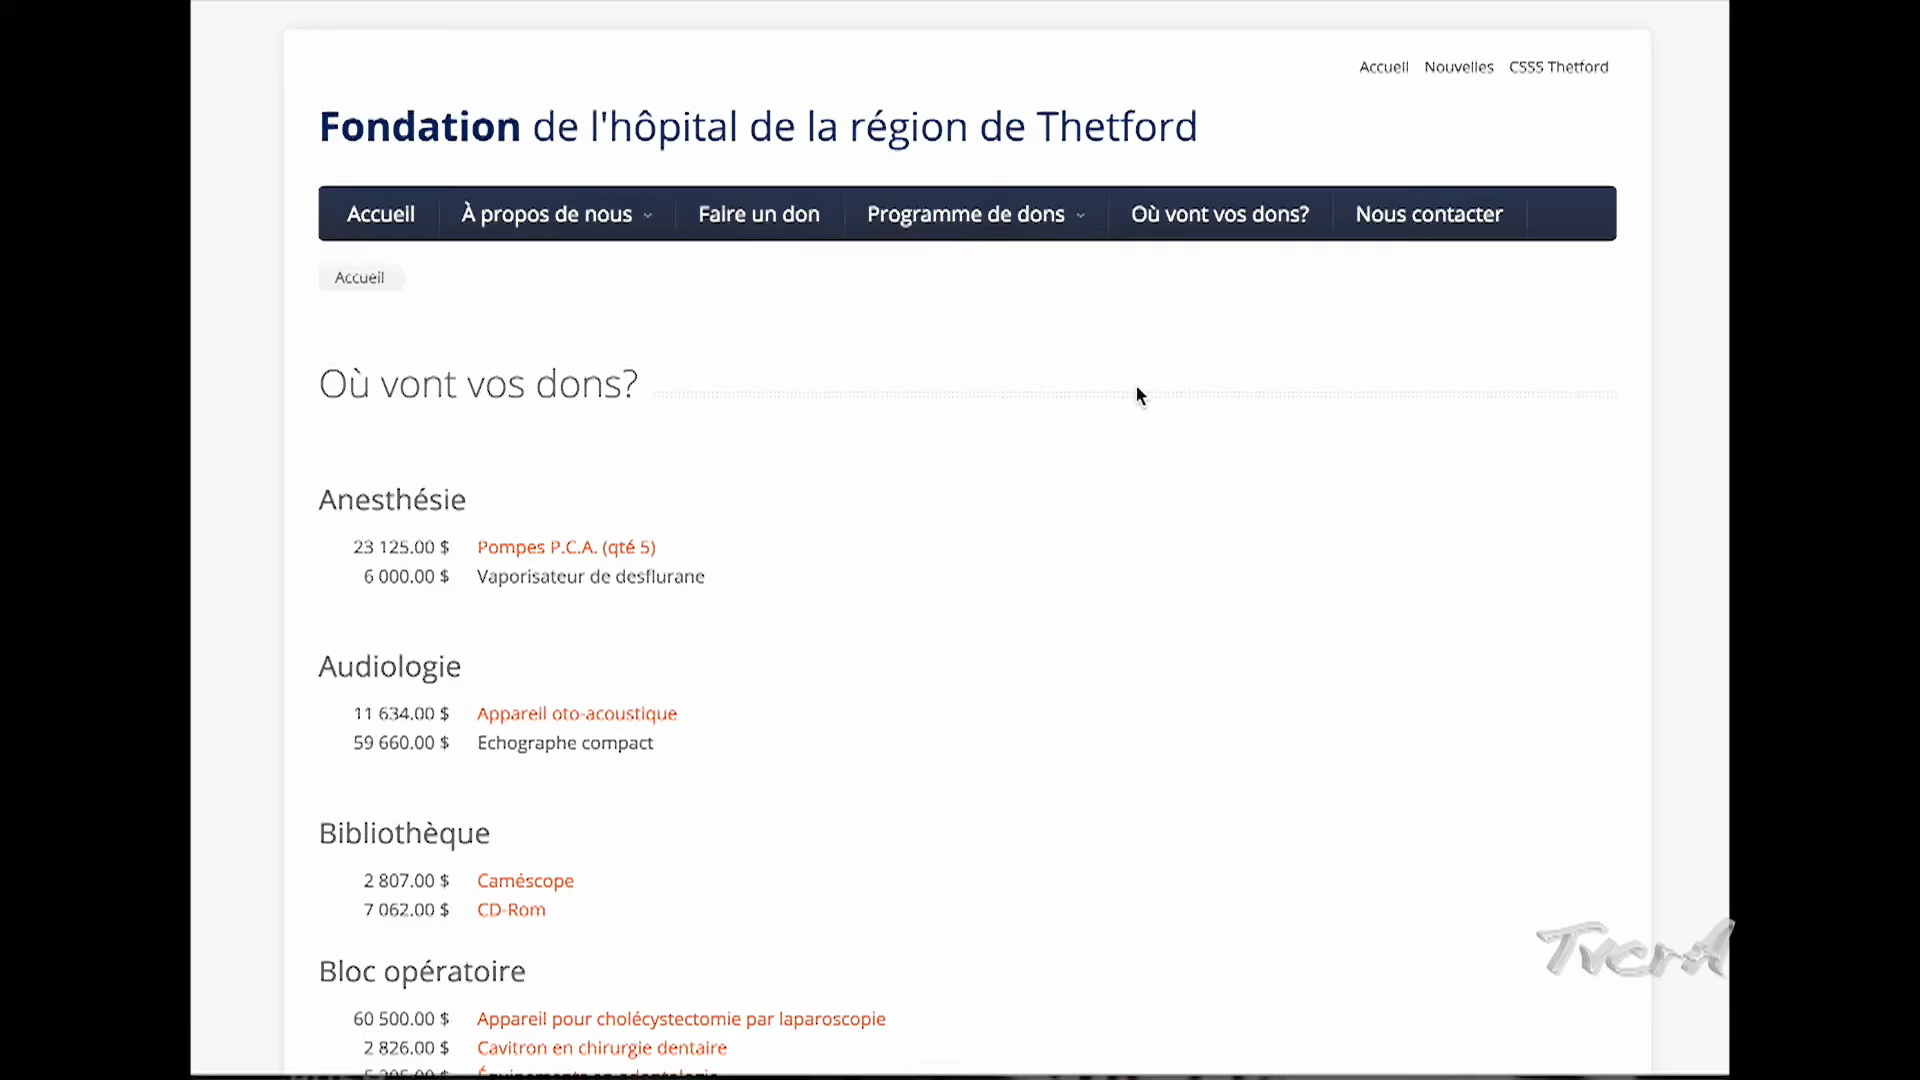 Accueil Nouvelles CSSS Thetford
Fondation de l'hôpital de la région de Thetford
Accueil À propos de nous Faire un don Programme de dons Où vont vos dons? Nous contacter
Accueil
Où vont vos dons?
Anesthésie
23 125.00 $ Pompes P.C.A. (qté 5)
6 000.00 $ Vaporisateur de desflurane
Audiologie
11 634.00 $ Appareil oto-acoustique
59 660.00 $ Echographe compact
Bibliothèque
2 807.00 $ Caméscope
7 062.00 $ CD-Rom
Bloc opératoire
60 500.00 $ Appareil pour cholécystectomie par laparoscopie
2 826.00 $ Cavitron en chirurgie dentaire